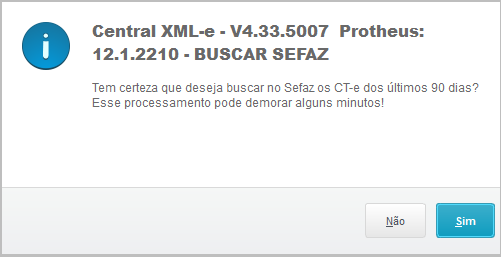 Central XML-e - V4.33.5007  Protheus:
12.1.2210 - BUSCAR SEFAZ
Tem certeza que deseja buscar no Sefaz os CT-e dos últimos 90 dias?
Esse processamento pode demorar alguns minutos!
Não
Sim